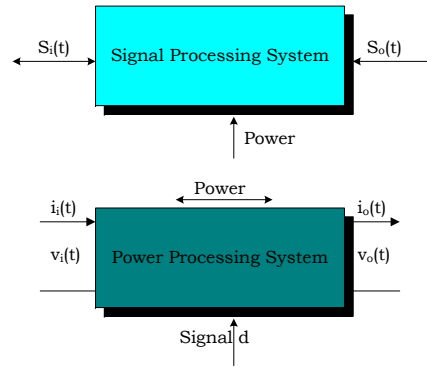 Sᵢ(t) Signal Processing System Sₒ(t)
Power
Power
iᵢ(t) iₒ(t)
vᵢ(t) Power Processing System vₒ(t)
Signal d